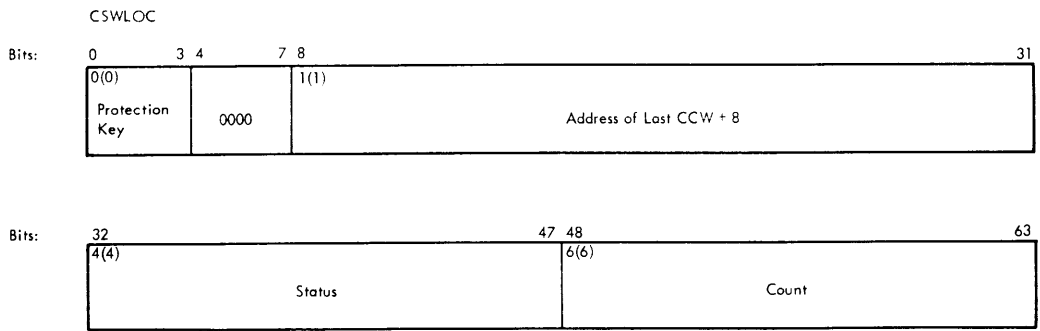 CSWLOC
Bits: 0 3 4 7 8 31
0(0) 1(1)
Protection
Key 0000 Address of Last CCW + 8
Bits: 32 47 48 63
4(4) 6(6)
Status Count